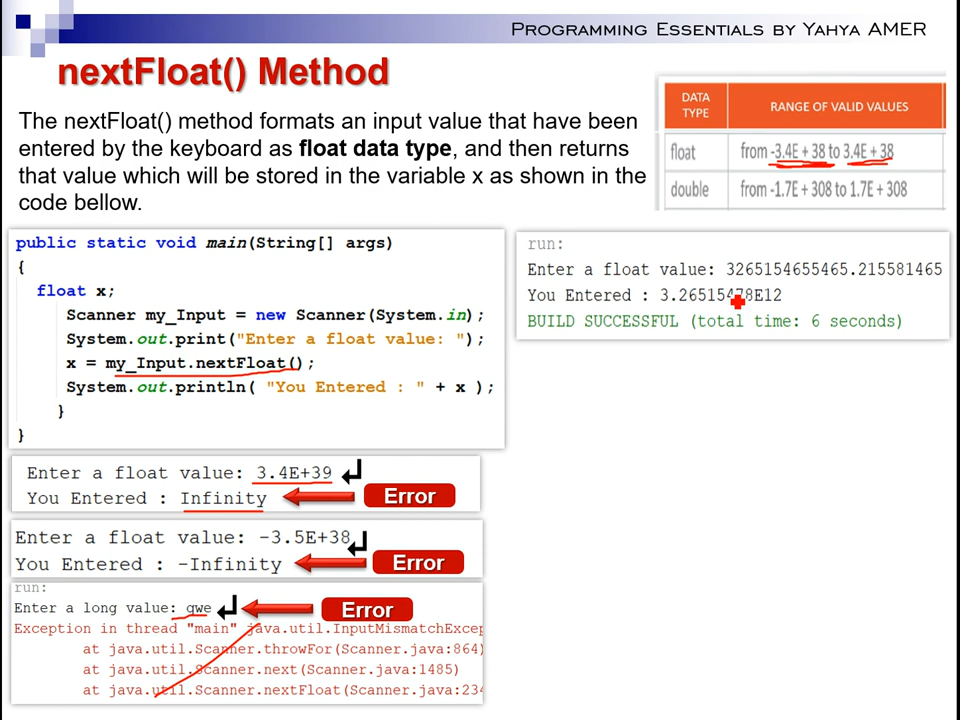 PROGRAMMING ESSENTIALS BY YAHYA AMER
nextFloat() Method
The nextFloat() method formats an input value that have been
entered by the keyboard as float data type, and then returns
that value which will be stored in the variable x as shown in the
code bellow.
DATA TYPE RANGE OF VALID VALUES
float from -3.4E + 38 to 3.4E + 38
double from -1.7E + 308 to 1.7E + 308
public static void main(String[] args)
{
float x;
Scanner my_Input = new Scanner(System.in);
System.out.print("Enter a float value: ");
x = my_Input.nextFloat();
System.out.println( "You Entered : " + x );
}
}
run:
Enter a float value: 3265154655465.215581465
You Entered : 3.26515478E12
BUILD SUCCESSFUL (total time: 6 seconds)
Enter a float value: 3.4E+39
You Entered : Infinity Error
Enter a float value: -3.5E+38
You Entered : -Infinity Error
run:
Enter a long value: qwe Error
Exception in thread "main" java.util.InputMismatchExcep
at java.util.Scanner.throwFor(Scanner.java:864)
at java.util.Scanner.next(Scanner.java:1485)
at java.util.Scanner.nextFloat(Scanner.java:234